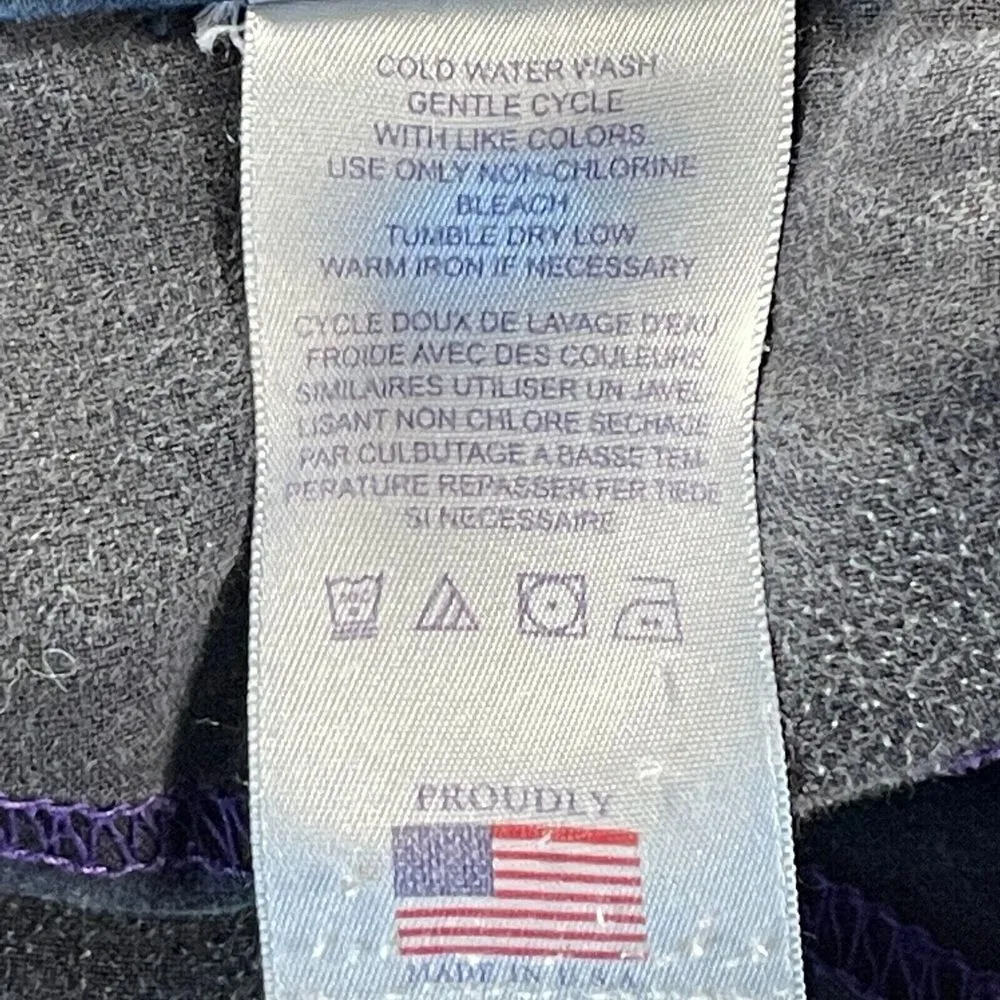 COLD WATER WASH
GENTLE CYCLE
WITH LIKE COLORS
USE ONLY NON-CHLORINE
BLEACH
TUMBLE DRY LOW
WARM IRON IF NECESSARY
CYCLE DOUX DE LAVAGE D'EAU
FROIDE AVEC DES COULEURS
SIMILAIRES UTILISER UN JAVEL
LISANT NON CHLORE SECHAGE
PAR CULBUTAGE A BASSE TEM
PERATURE REPASSER FER TIEDE
SI NECESSAIRE
PROUDLY
MADE IN U.S.A.